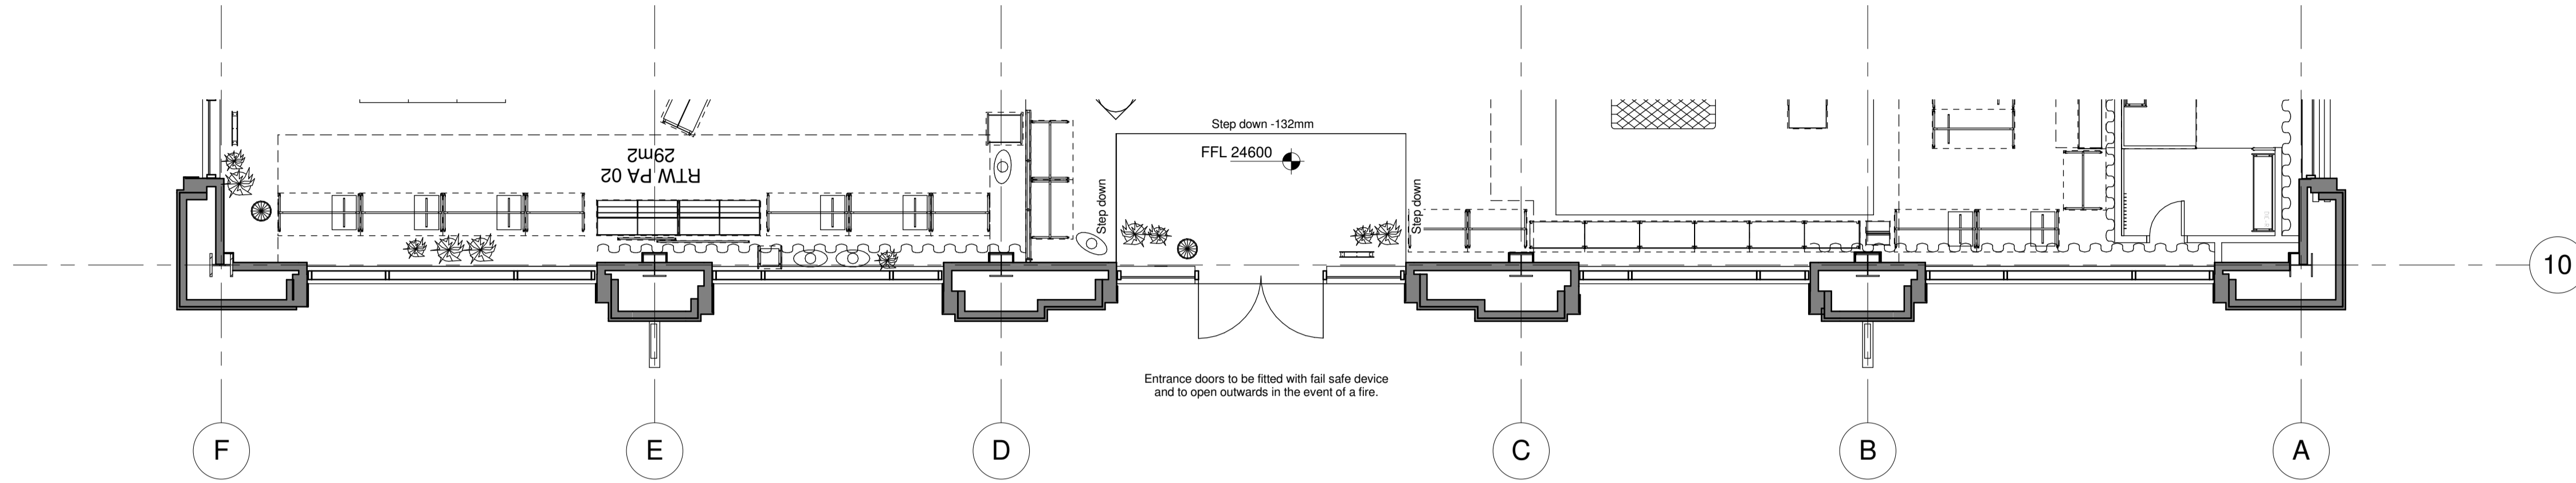 Step down -132mm
FFL 24600
RTW PA 02
29m2
Step down
Step down
10
Entrance doors to be fitted with fail safe device
and to open outwards in the event of a fire.
F
E
D
C
B
A